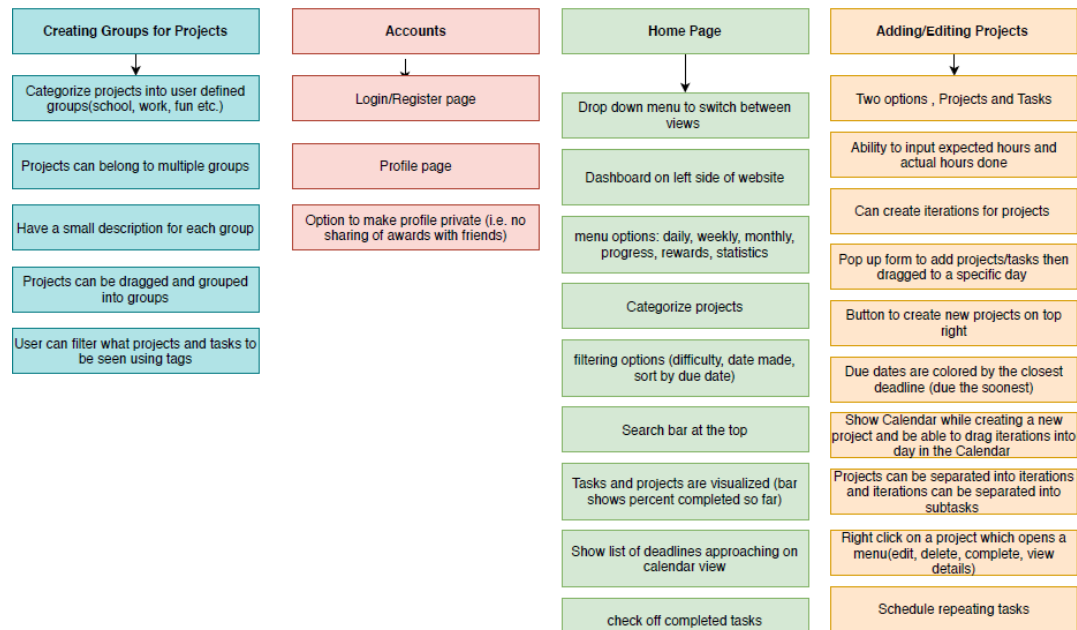 Creating Groups for Projects
Categorize projects into user defined
groups(school, work, fun etc.)
Projects can belong to multiple groups
Have a small description for each group
Projects can be dragged and grouped
into groups
User can filter what projects and tasks to
be seen using tags
Accounts
Login/Register page
Profile page
Option to make profile private (i.e. no
sharing of awards with friends)
Home Page
Drop down menu to switch between
views
Dashboard on left side of website
menu options: daily, weekly, monthly,
progress, rewards, statistics
Categorize projects
filtering options (difficulty, date made,
sort by due date)
Search bar at the top
Tasks and projects are visualized (bar
shows percent completed so far)
Show list of deadlines approaching on
calendar view
check off completed tasks
Adding/Editing Projects
Two options , Projects and Tasks
Ability to input expected hours and
actual hours done
Can create iterations for projects
Pop up form to add projects/tasks then
dragged to a specific day
Button to create new projects on top
right
Due dates are colored by the closest
deadline (due the soonest)
Show Calendar while creating a new
project and be able to drag iterations into
day in the Calendar
Projects can be separated into iterations
and iterations can be separated into
subtasks
Right click on a project which opens a
menu(edit, delete, complete, view
details)
Schedule repeating tasks